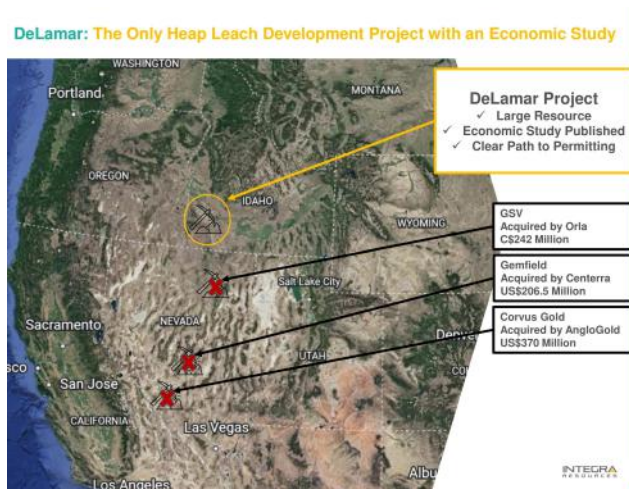 DeLamar: The Only Heap Leach Development Project with an Economic Study
WASHINGTON
Portland
MONTANA
DeLamar Project
✓ Large Resource
✓ Economic Study Published
✓ Clear Path to Permitting
OREGON
IDAHO
WYOMING
GSV
Acquired by Orla
C$242 Million
Salt Lake City
Gemfield
Acquired by Centerra
US$206.5 Million
NEVADA
Sacramento
Corvus Gold
Acquired by AngloGold
US$370 Million
Denver
UTAH
sco
San Jose
COL
CALIFORNIA
Las Vegas
Los Angeles
Albu
INTEGRA
RESOURCES